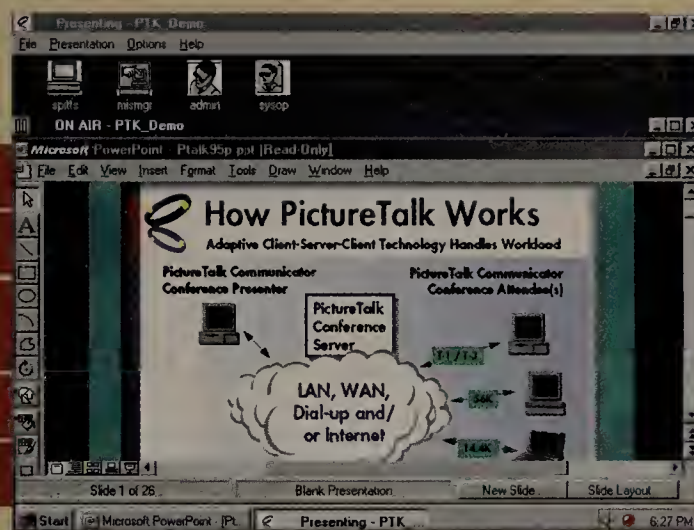 Presenting - PTK_Demo
File Presentation Options Help
spiffs mismgr admin sysop
ON AIR - PTK_Demo
Microsoft PowerPoint - Ptalk95p.ppt [Read-Only]
File Edit View Insert Format Tools Draw Window Help
How PictureTalk Works
Adaptive Client-Server-Client Technology Handles Workload
PictureTalk Communicator
Conference Presenter
PictureTalk Communicator
Conference Attendee(s)
PictureTalk
Conference
Server
T-1 / T-3
LAN, WAN,
Dial-up and/
or Internet
56K
14.4K
Slide 1 of 26 Blank Presentation New Slide... Slide Layout...
Start Microsoft PowerPoint - [Pt... Presenting - PTK_... 6:27 PM